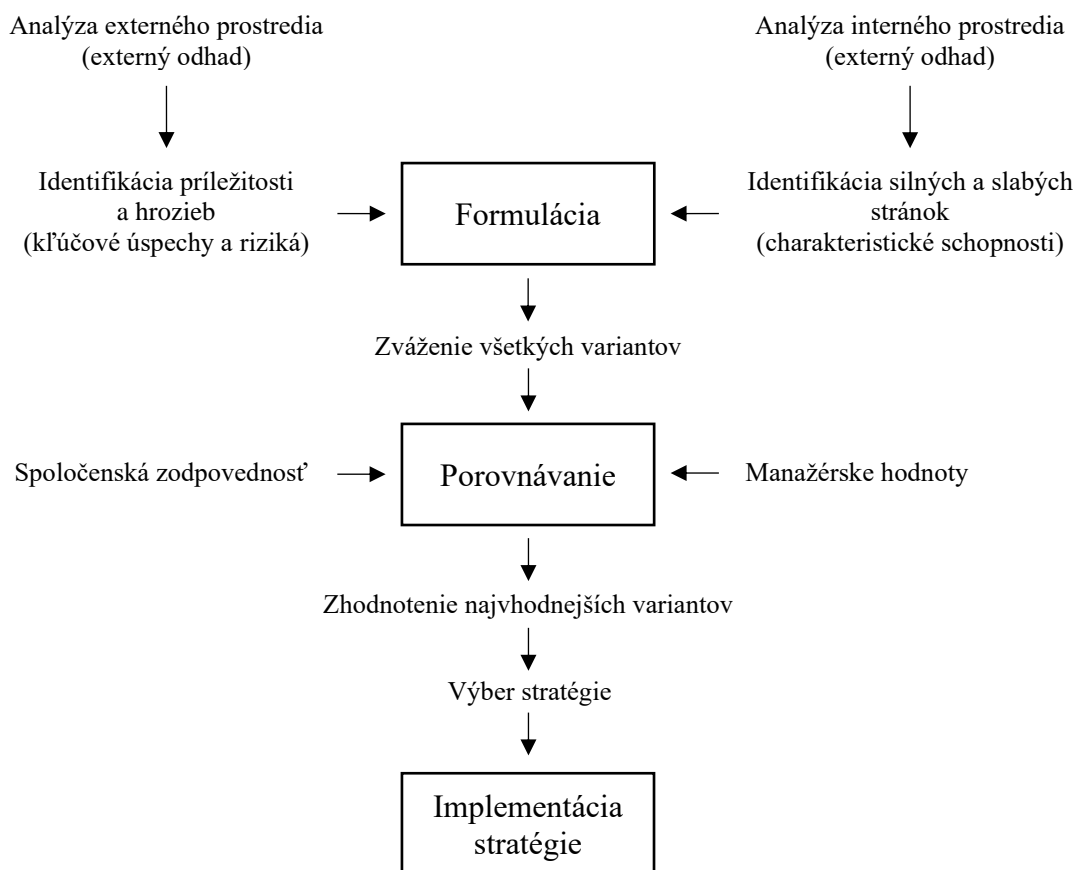 Analýza externého prostredia
(externý odhad)
Analýza interného prostredia
(externý odhad)
Identifikácia príležitosti
a hrozieb
(kľúčové úspechy a riziká)
Formulácia
Identifikácia silných a slabých
stránok
(charakteristické schopnosti)
Zváženie všetkých variantov
Spoločenská zodpovednosť
Porovnávanie
Manažérske hodnoty
Zhodnotenie najvhodnejších variantov
Výber stratégie
Implementácia
stratégie